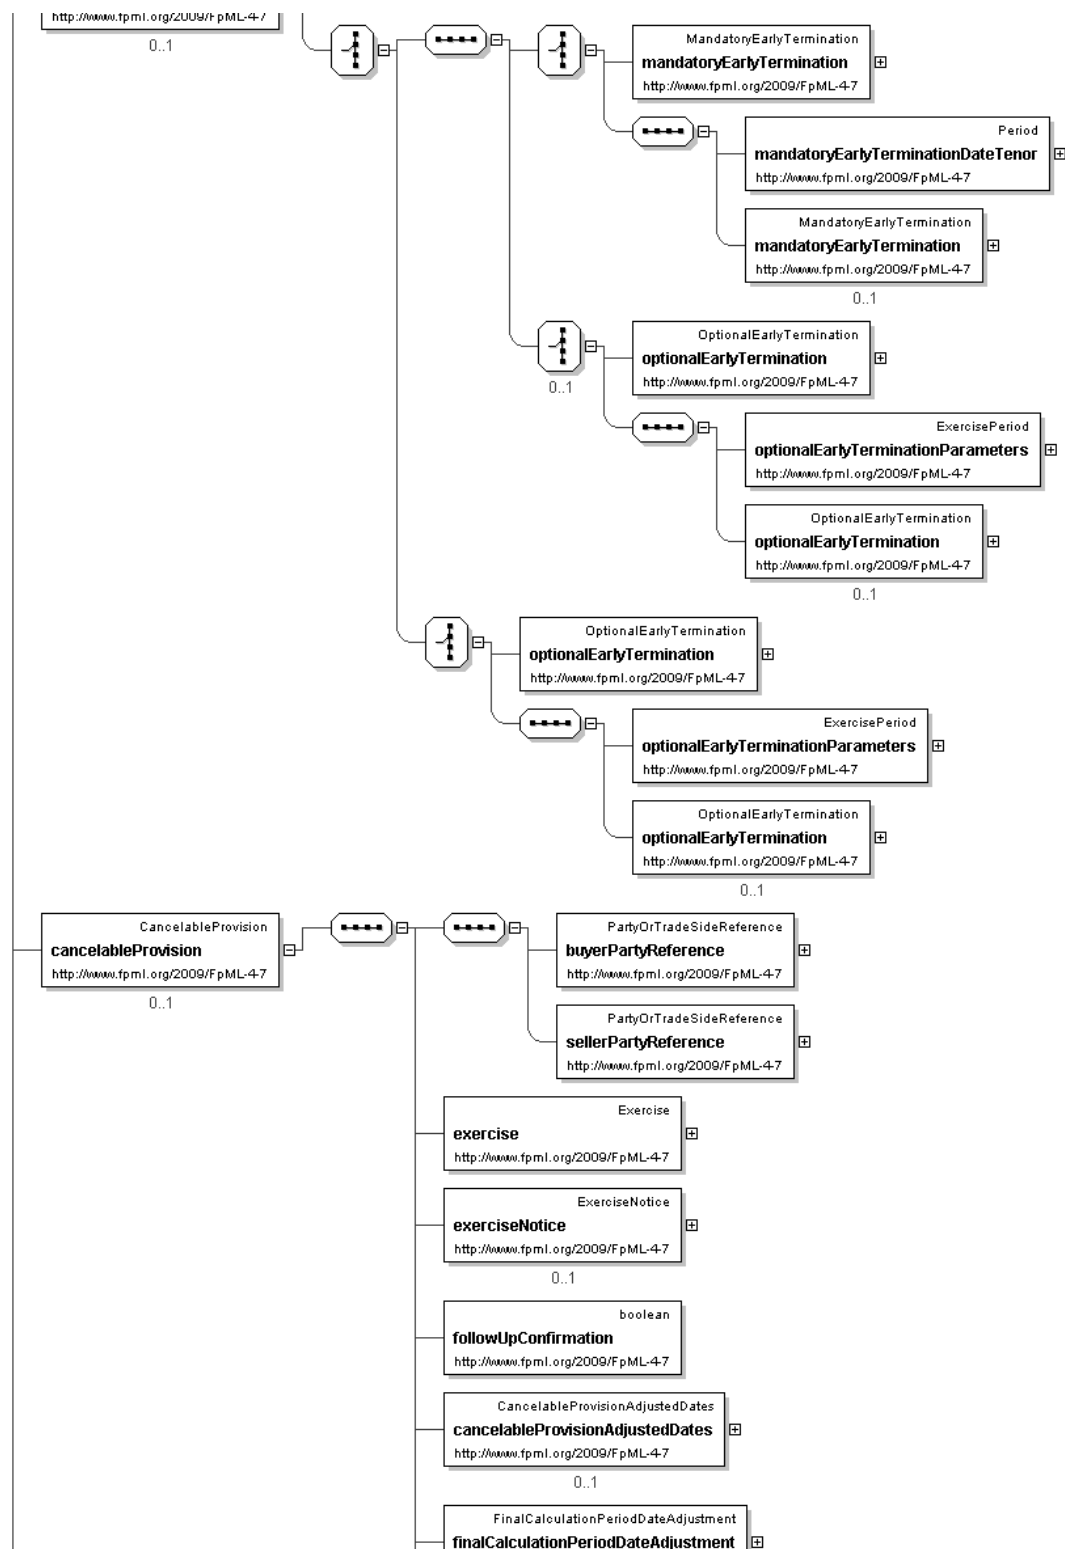 http://www.fpml.org/2009/FpML-4-7
0..1
MandatoryEarlyTermination
mandatoryEarlyTermination
http://www.fpml.org/2009/FpML-4-7
Period
mandatoryEarlyTerminationDateTenor
http://www.fpml.org/2009/FpML-4-7
MandatoryEarlyTermination
mandatoryEarlyTermination
http://www.fpml.org/2009/FpML-4-7
0..1
0..1
OptionalEarlyTermination
optionalEarlyTermination
http://www.fpml.org/2009/FpML-4-7
ExercisePeriod
optionalEarlyTerminationParameters
http://www.fpml.org/2009/FpML-4-7
OptionalEarlyTermination
optionalEarlyTermination
http://www.fpml.org/2009/FpML-4-7
0..1
OptionalEarlyTermination
optionalEarlyTermination
http://www.fpml.org/2009/FpML-4-7
ExercisePeriod
optionalEarlyTerminationParameters
http://www.fpml.org/2009/FpML-4-7
OptionalEarlyTermination
optionalEarlyTermination
http://www.fpml.org/2009/FpML-4-7
0..1
CancelableProvision
cancelableProvision
http://www.fpml.org/2009/FpML-4-7
0..1
PartyOrTradeSideReference
buyerPartyReference
http://www.fpml.org/2009/FpML-4-7
PartyOrTradeSideReference
sellerPartyReference
http://www.fpml.org/2009/FpML-4-7
Exercise
exercise
http://www.fpml.org/2009/FpML-4-7
ExerciseNotice
exerciseNotice
http://www.fpml.org/2009/FpML-4-7
0..1
boolean
followUpConfirmation
http://www.fpml.org/2009/FpML-4-7
CancelableProvisionAdjustedDates
cancelableProvisionAdjustedDates
http://www.fpml.org/2009/FpML-4-7
0..1
FinalCalculationPeriodDateAdjustment
finalCalculationPeriodDateAdjustment